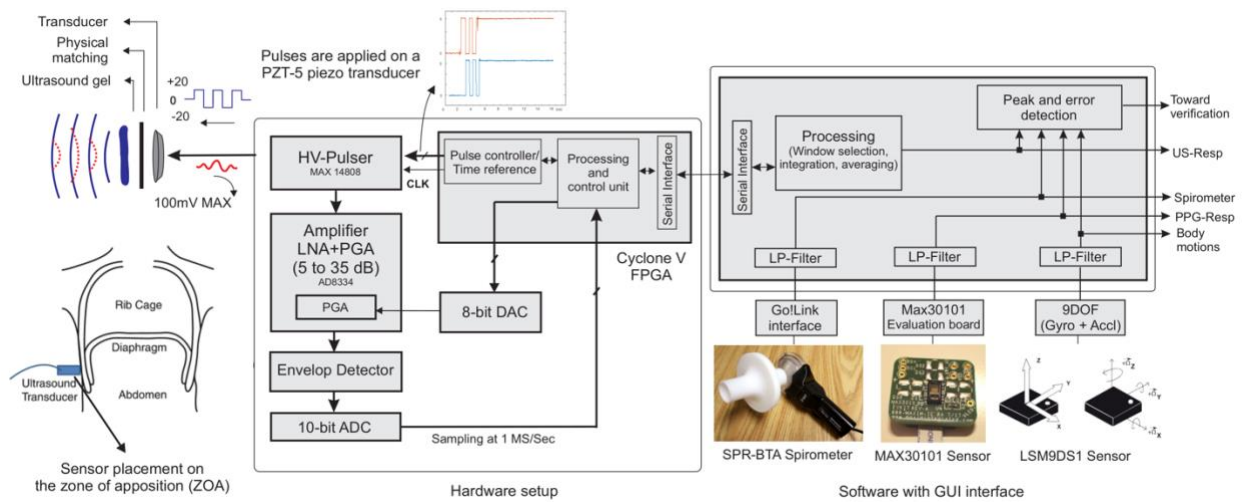 Transducer
Physical
matching
Ultrasound gel
+20
0
-20
100mV MAX
Pulses are applied on a
PZT-5 piezo transducer
HV-Pulser
MAX 14808
CLK
Pulse controller/
Time reference
Processing
and control
unit
Serial Interface
Cyclone V
FPGA
Amplifier
LNA+PGA
(5 to 35 dB)
AD8334
PGA
8-bit DAC
Envelop Detector
10-bit ADC
Sampling at 1 MS/Sec
Hardware setup
Rib Cage
Diaphragm
Abdomen
Ultrasound
Transducer
Sensor placement on
the zone of apposition (ZOA)
Serial Interface
Processing
(Window selection,
integration, averaging)
Peak and error
detection
Toward
verification
US-Resp
Spirometer
PPG-Resp
Body
motions
LP-Filter
LP-Filter
LP-Filter
Go!Link
interface
Max30101
Evaluation board
9DOF
(Gyro + Accl)
Z
Y
X
SPR-BTA Spirometer
MAX30101 Sensor
LSM9DS1 Sensor
Software with GUI interface